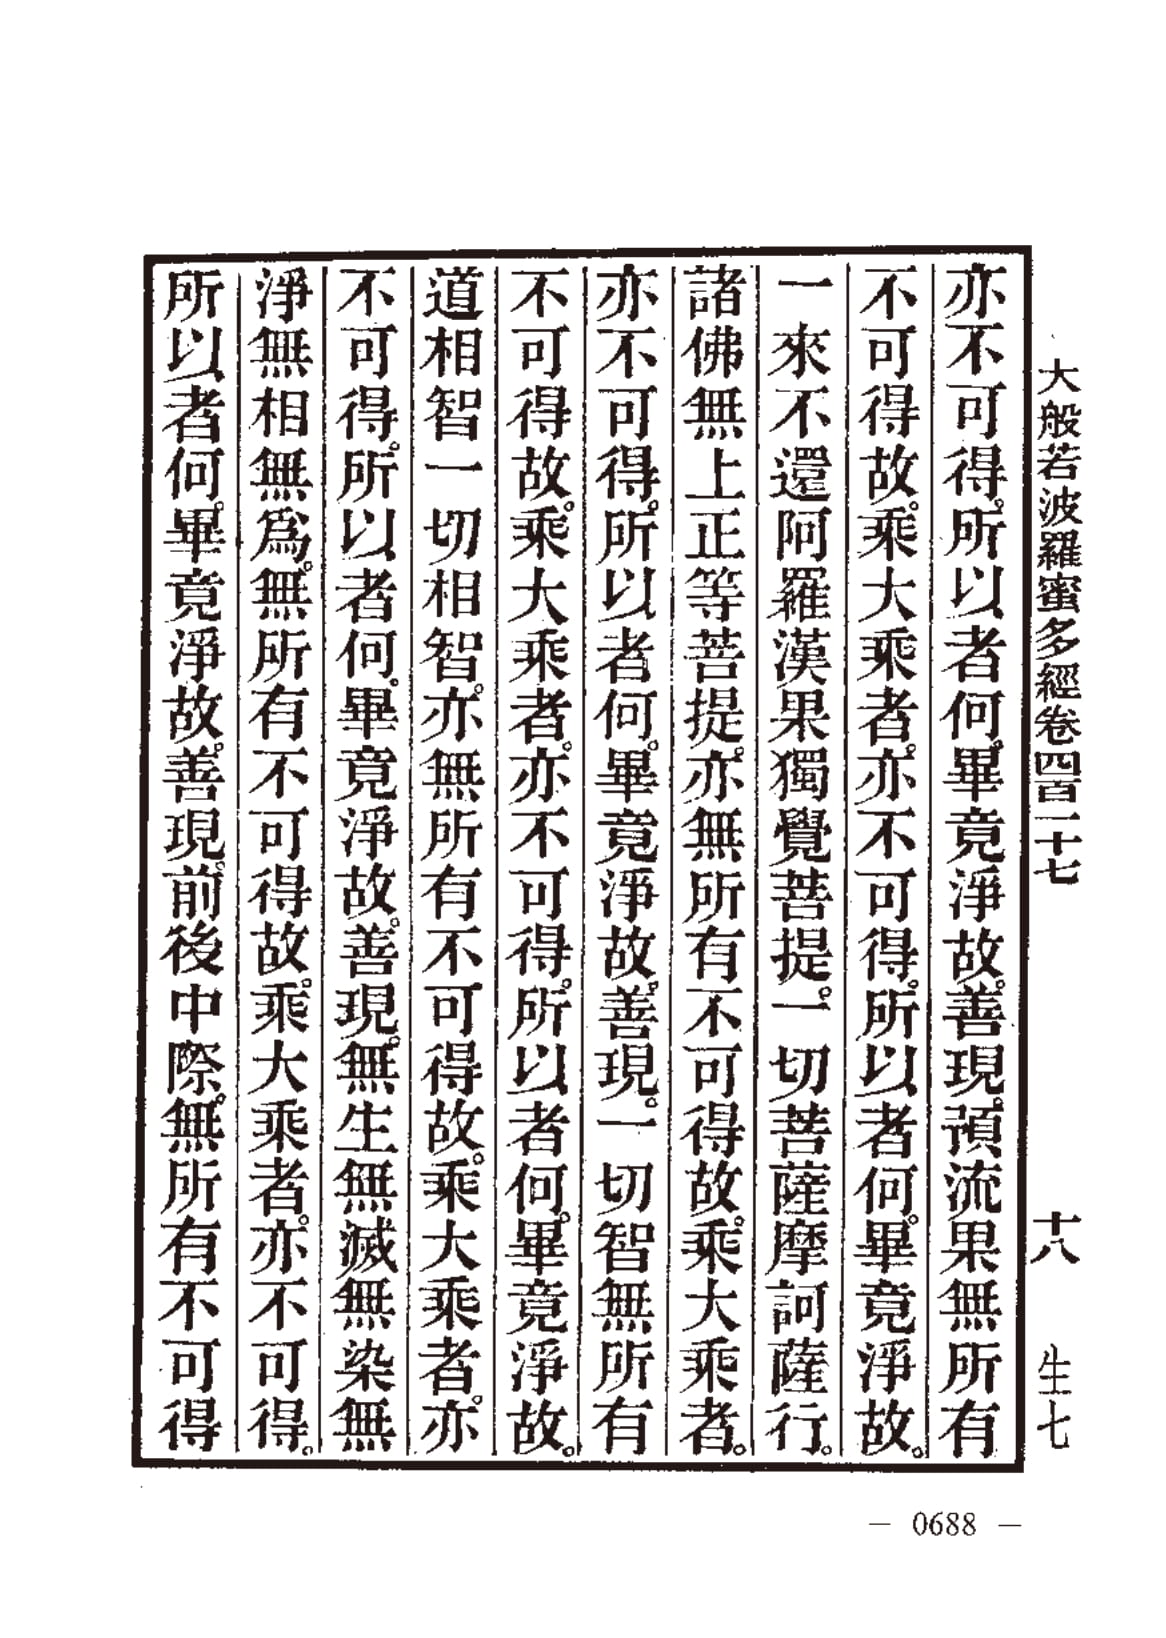 大般若波羅蜜多經卷四百一十七 十八 生七
亦不可得。所以者何。畢竟淨故。善現。預流果無所有
不可得故。乘大乘者。亦不可得。所以者何。畢竟淨故。
一來不還阿羅漢果獨覺菩提。一切菩薩摩訶薩行。
諸佛無上正等菩提。亦無所有不可得故。乘大乘者。
亦不可得。所以者何。畢竟淨故。善現。一切智無所有
不可得故。乘大乘者。亦不可得。所以者何。畢竟淨故。
道相智一切相智。亦無所有不可得故。乘大乘者。亦
不可得。所以者何。畢竟淨故。善現。無生無滅無染無
淨無相無爲。無所有不可得故。乘大乘者。亦不可得。
所以者何。畢竟淨故。善現。前後中際。無所有不可得
— 0688 —